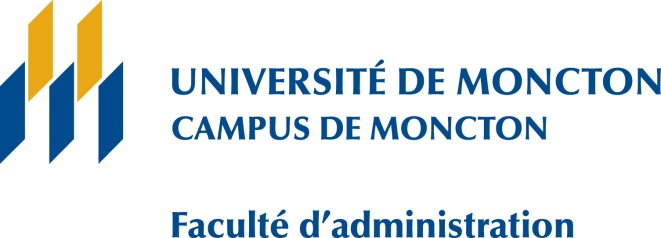 UNIVERSITÉ DE MONCTON
CAMPUS DE MONCTON
Faculté d'administration